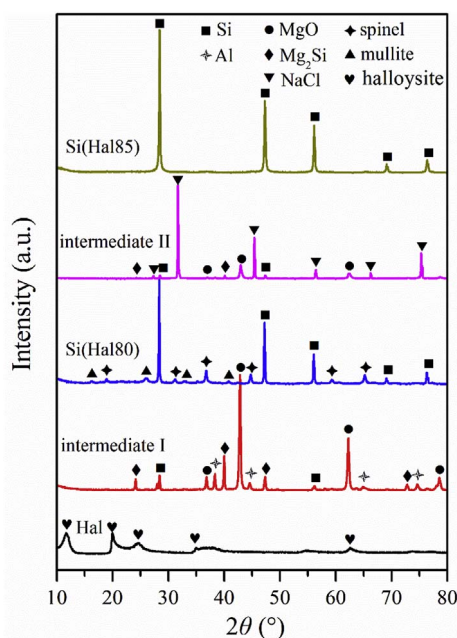 Si MgO spinel
Al Mg₂Si mullite
NaCl halloysite
Si(Hal85)
intermediate II
Si(Hal80)
intermediate I
Hal
Intensity (a.u.)
10 20 30 40 50 60 70 80
2θ (°)